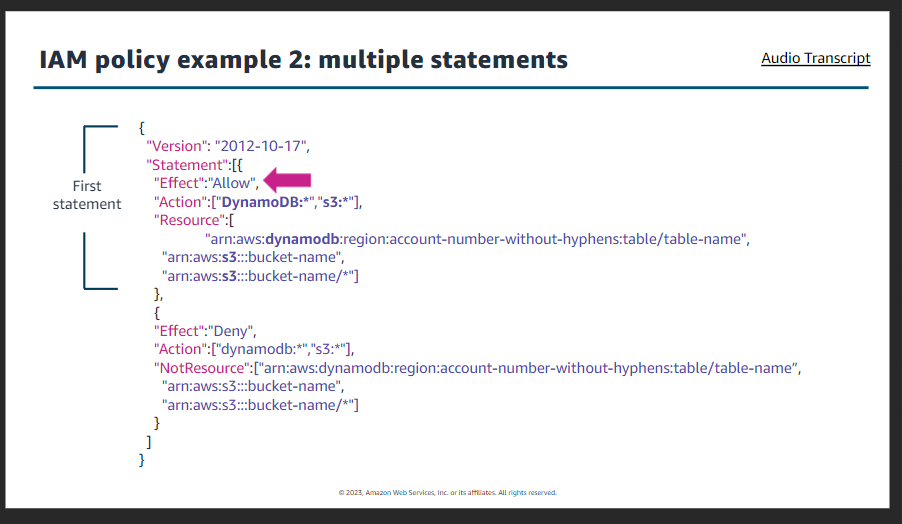 IAM policy example 2: multiple statements
Audio Transcript
First
statement
{
"Version": "2012-10-17",
"Statement":[{
"Effect":"Allow",
"Action":["DynamoDB:*","s3:*"],
"Resource":[
"arn:aws:dynamodb:region:account-number-without-hyphens:table/table-name",
"arn:aws:s3:::bucket-name",
"arn:aws:s3:::bucket-name/*"]
},
{
"Effect":"Deny",
"Action":["dynamodb:*","s3:*"],
"NotResource":["arn:aws:dynamodb:region:account-number-without-hyphens:table/table-name",
"arn:aws:s3:::bucket-name",
"arn:aws:s3:::bucket-name/*"]
}
]
}
© 2023, Amazon Web Services, Inc. or its affiliates. All rights reserved.